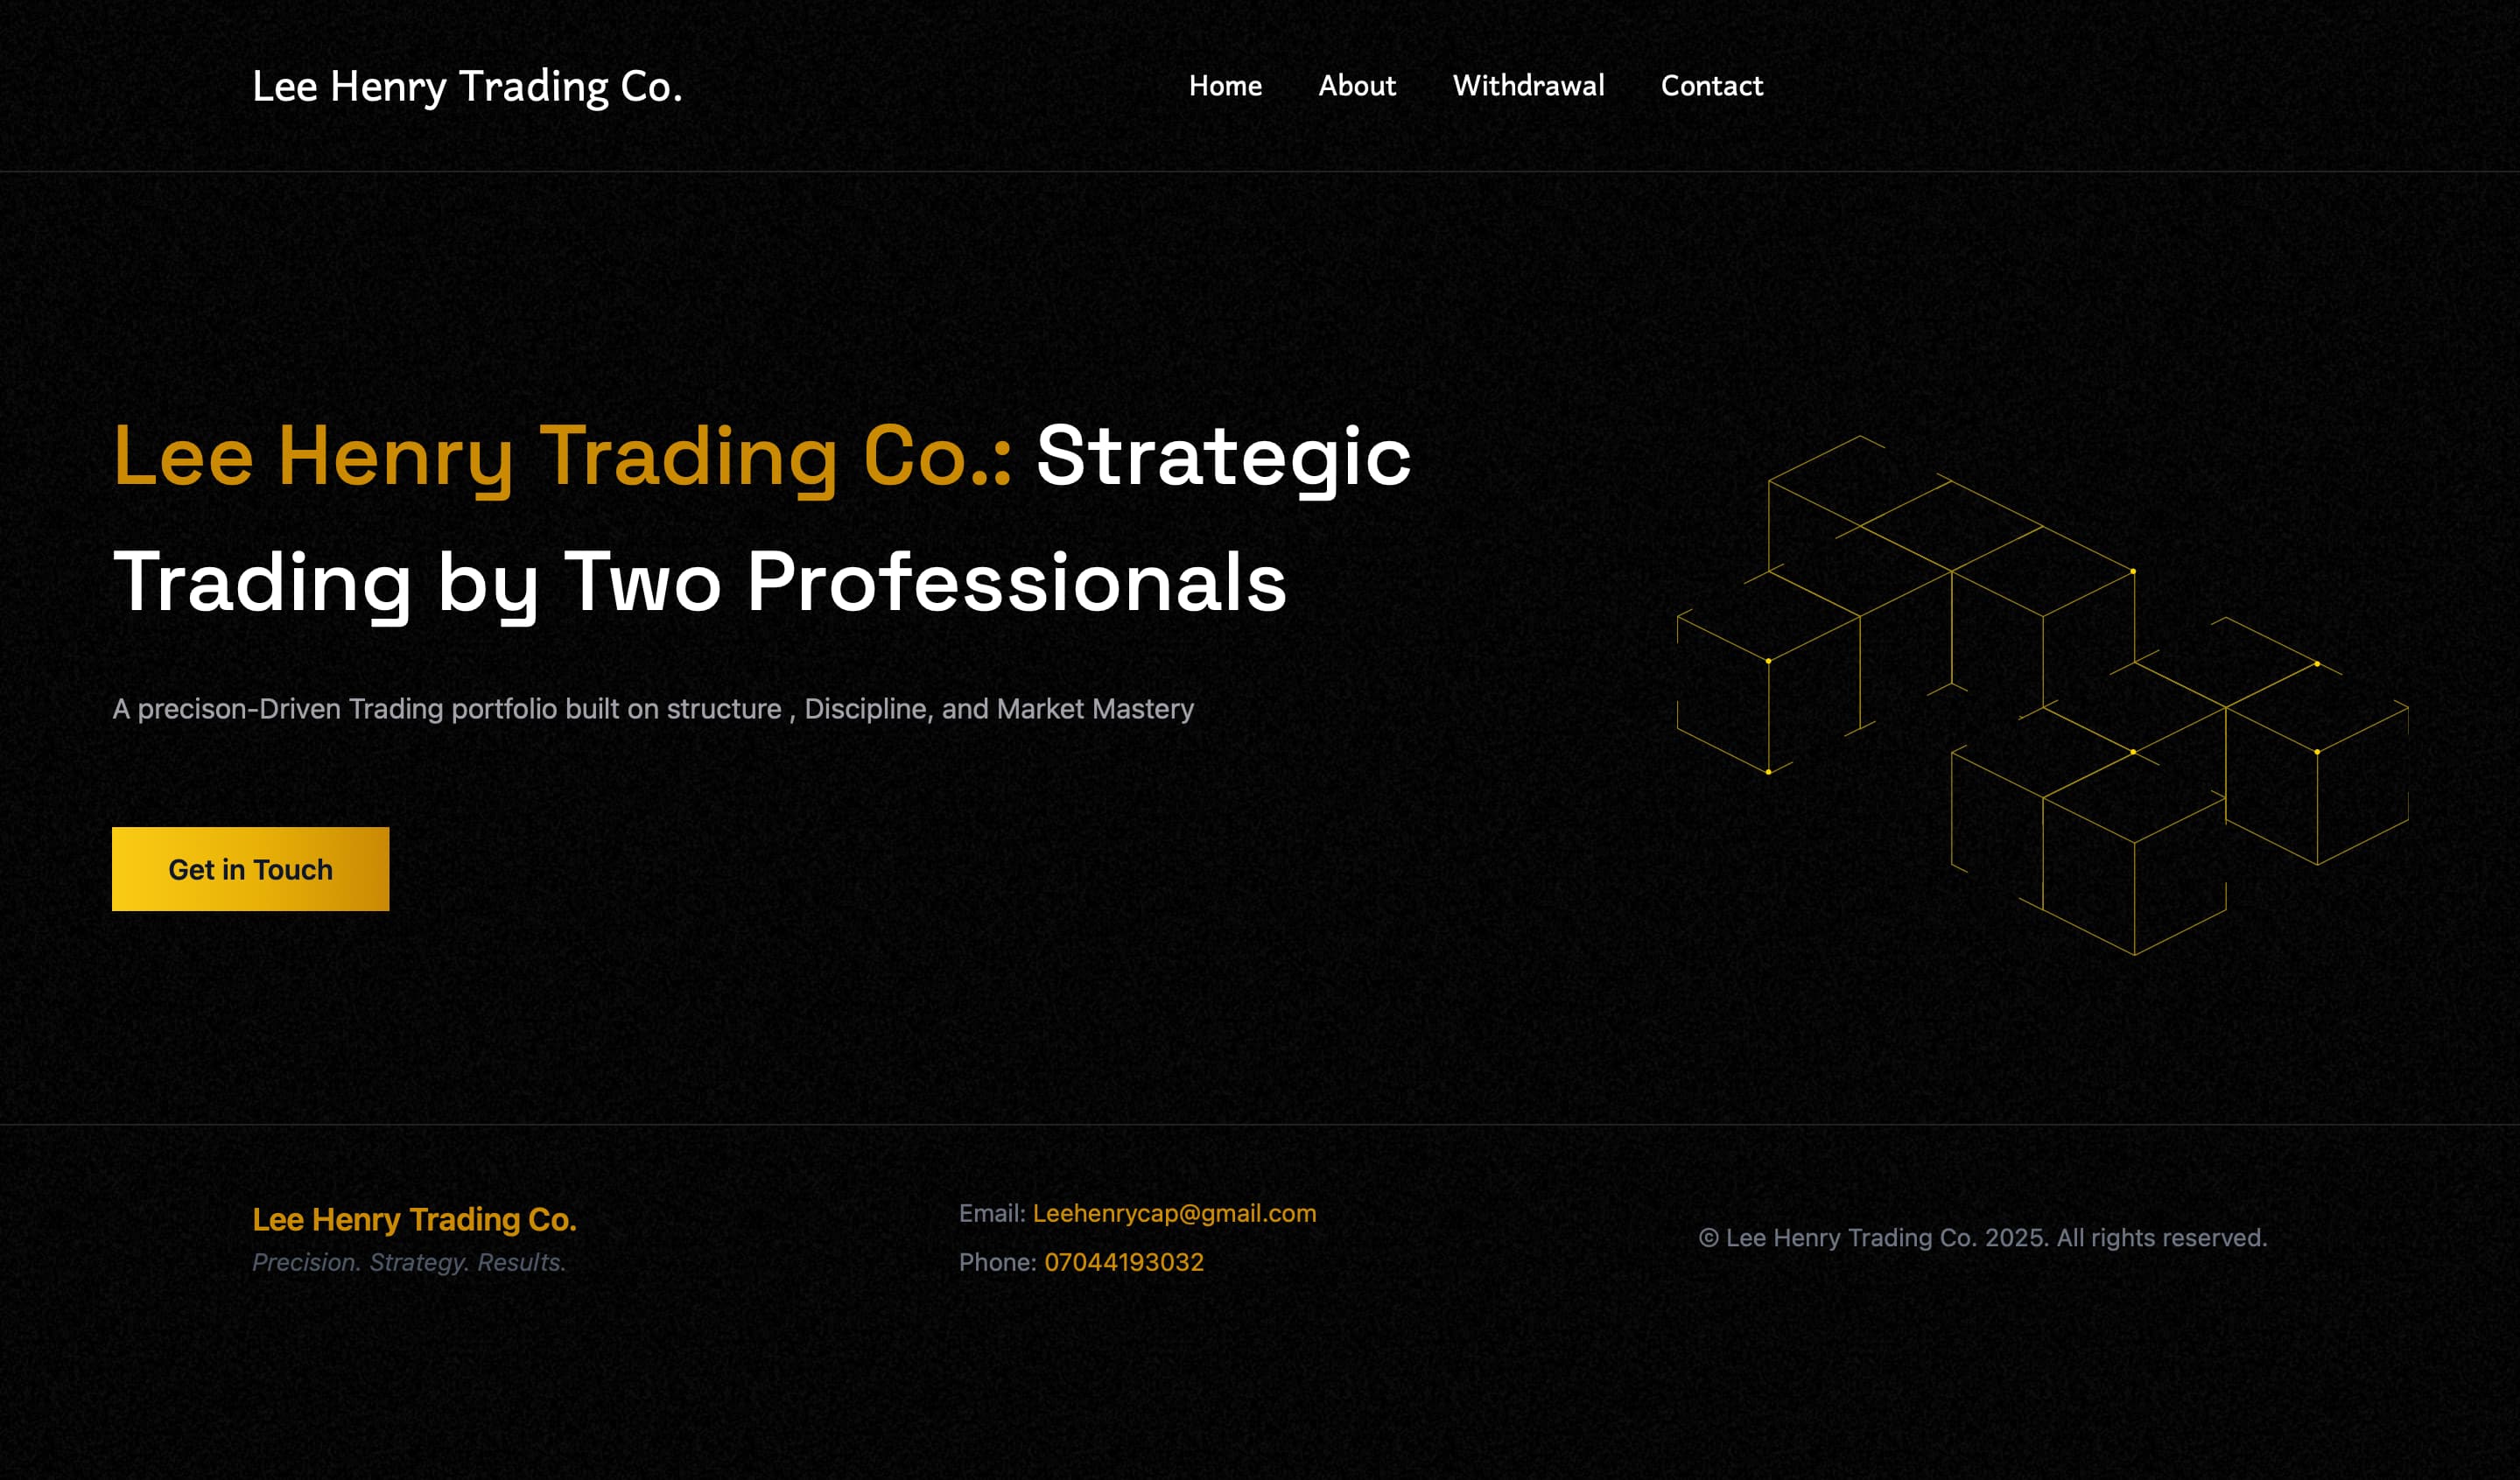 Lee Henry Trading Co.
Home About Withdrawal Contact
Lee Henry Trading Co.: Strategic
Trading by Two Professionals
A precison-Driven Trading portfolio built on structure , Discipline, and Market Mastery
Get in Touch
Lee Henry Trading Co.
Precision. Strategy. Results.
Email: Leehenrycap@gmail.com
Phone: 07044193032
© Lee Henry Trading Co. 2025. All rights reserved.